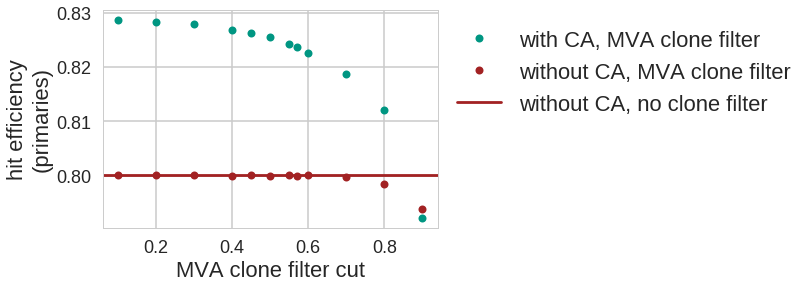 0.83
0.82
0.81
0.80
hit efficiency
(primaries)
0.2 0.4 0.6 0.8
MVA clone filter cut
with CA, MVA clone filter
without CA, MVA clone filter
without CA, no clone filter